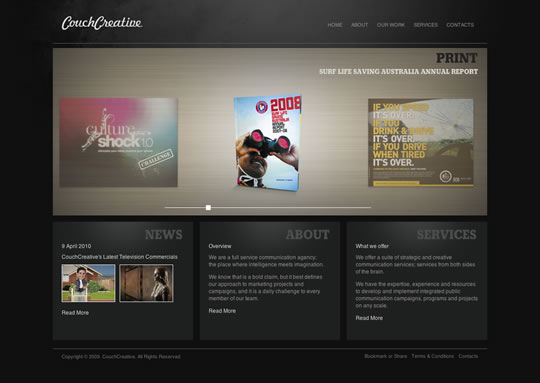 CouchCreative
HOME ABOUT OUR WORK SERVICES CONTACTS
PRINT
SURF LIFE SAVING AUSTRALIA ANNUAL REPORT
culture
shock10
CHALLENGE
2008
SURF LIFE
SAVING
AUSTRALIA
ANNUAL
REPORT
IF YOU SPEED
IT'S OVER.
IF YOU
DRINK & DRIVE
IT'S OVER.
IF YOU DRIVE
WHEN TIRED
IT'S OVER.
NEWS
9 April 2010
CouchCreative's Latest Television Commercials
Read More
ABOUT
Overview
We are a full service communication agency;
the place where intelligence meets imagination.
We know that is a bold claim, but it best defines
our approach to marketing projects and
campaigns, and it is a daily challenge to every
member of our team.
Read More
SERVICES
What we offer
We offer a suite of strategic and creative
communication services; services from both sides
of the brain.
We have the expertise, experience and resources
to develop and implement integrated public
communication campaigns, programs and projects
on any scale.
Read More
Copyright © 2009. CouchCreative. All Rights Reserved
Bookmark or Share Terms & Conditions Contacts